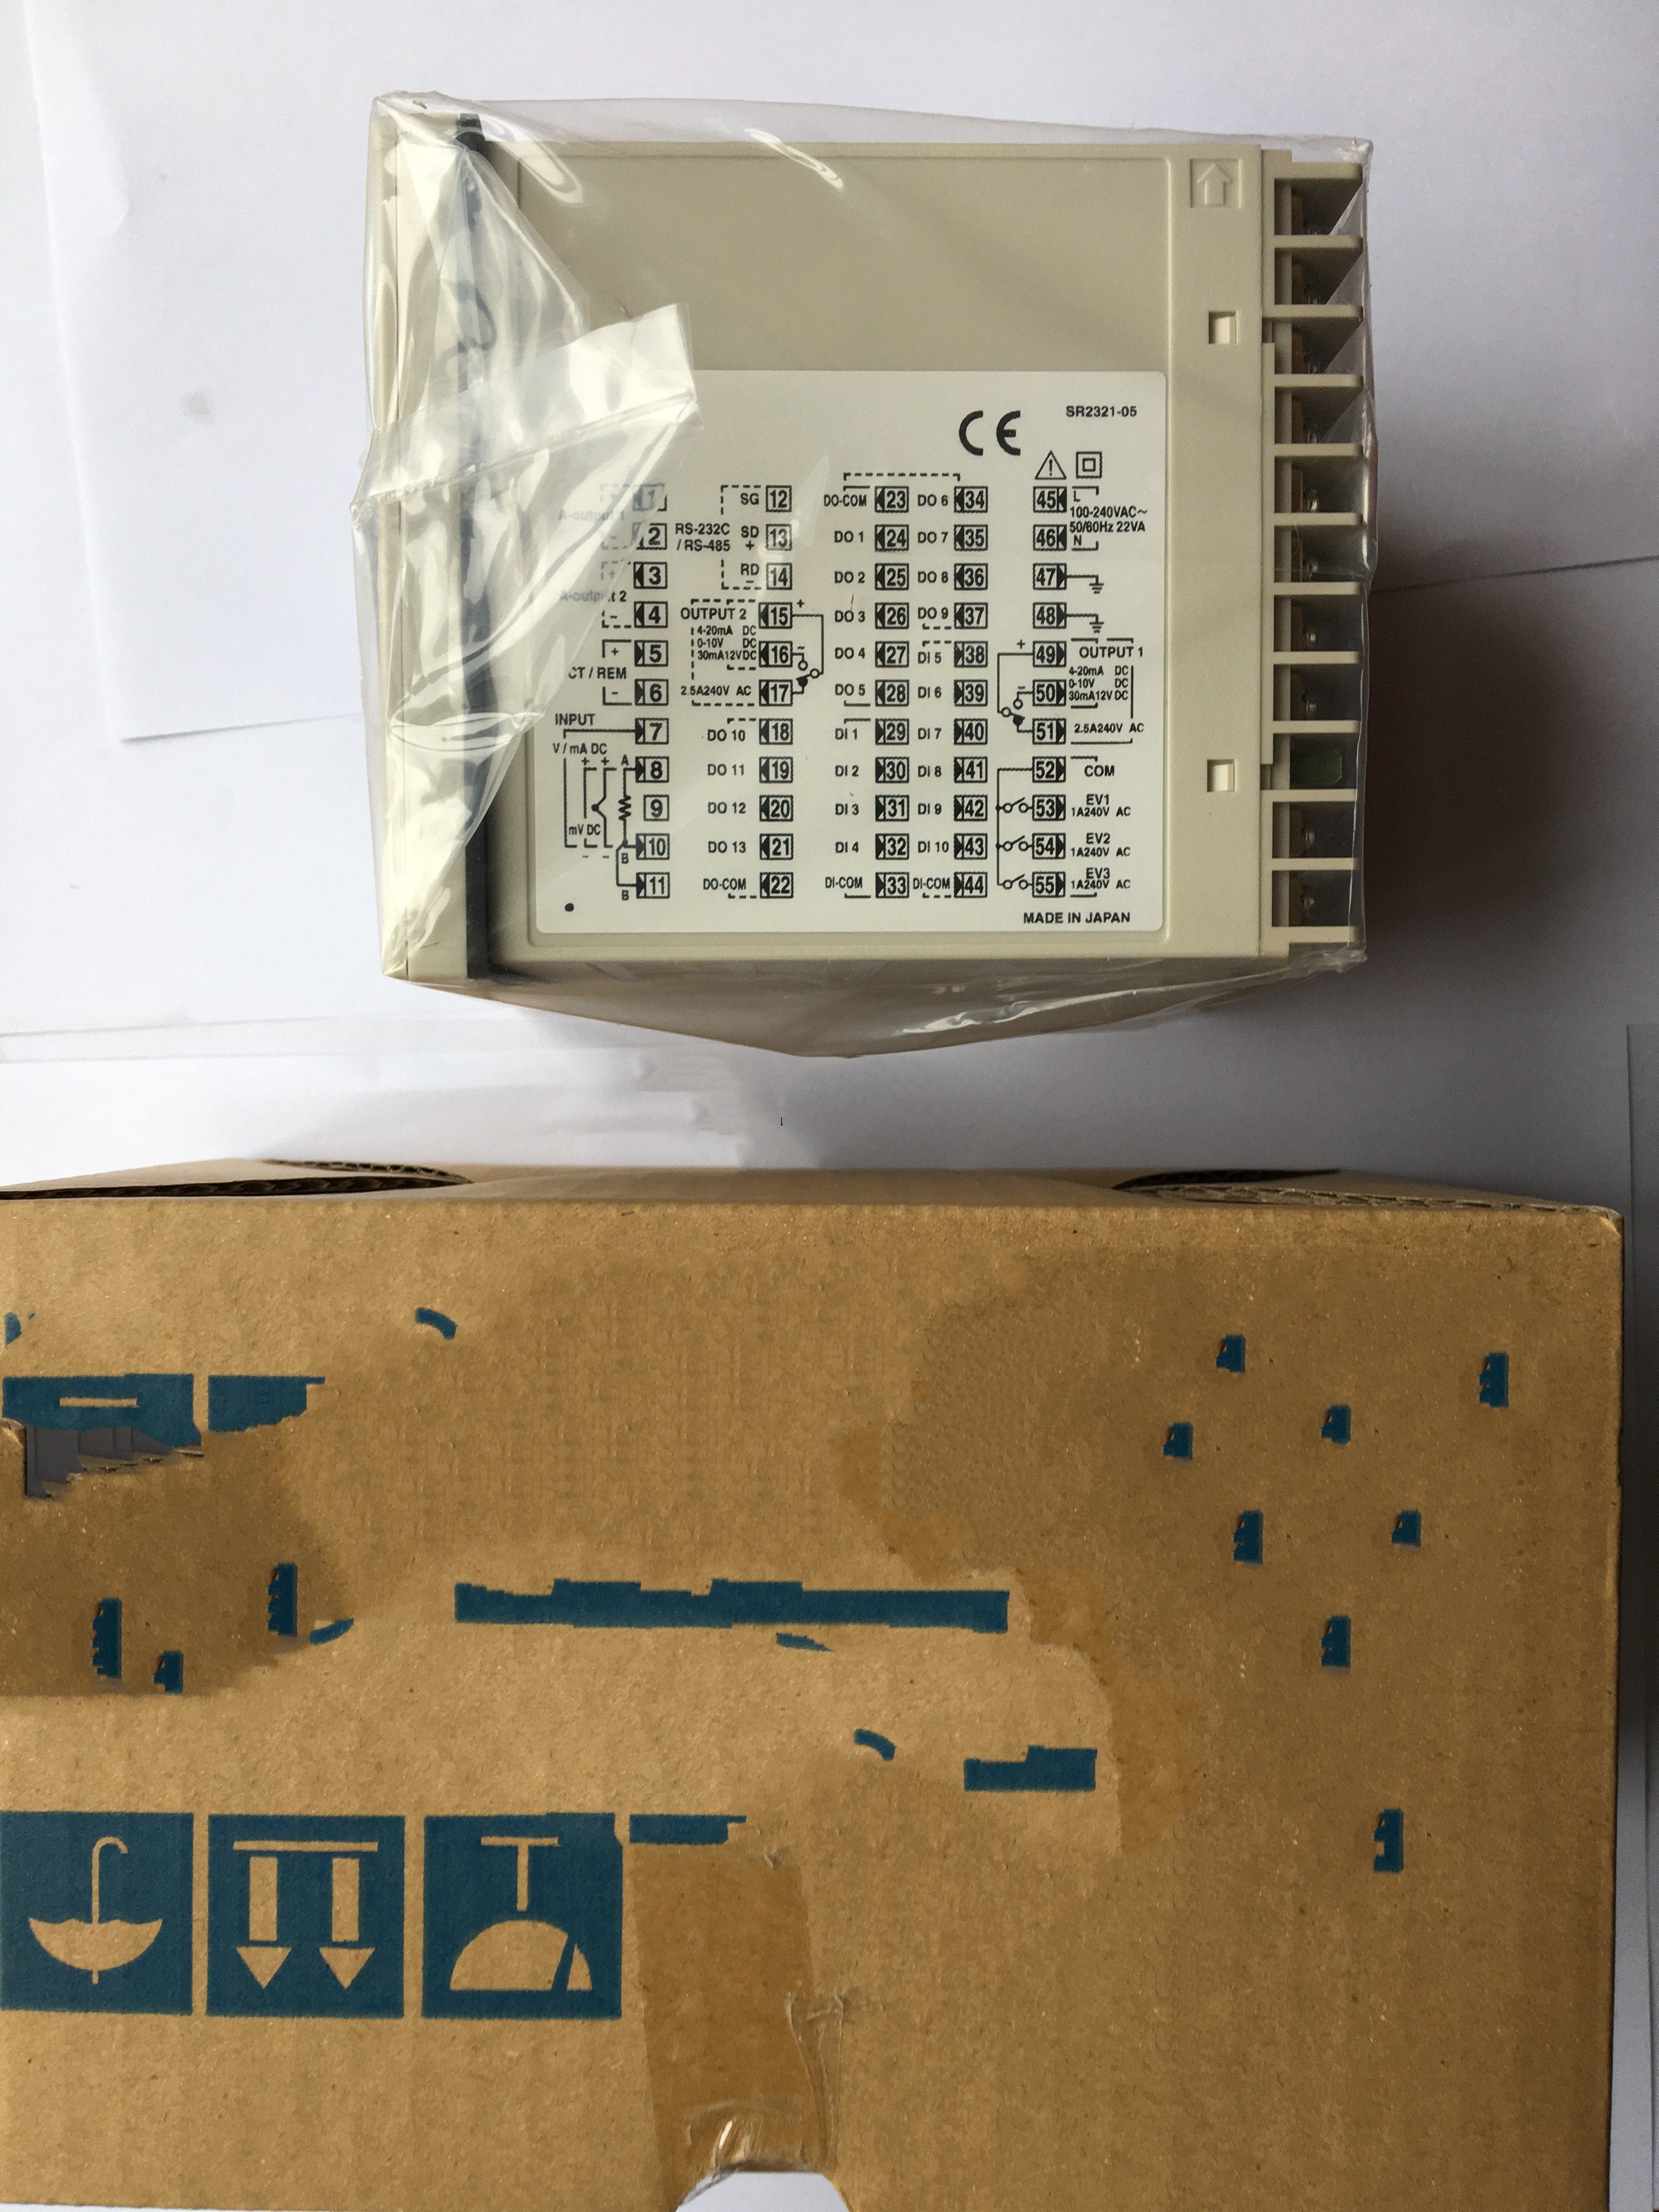 CE SR2321-05
1 SG 12 DO-COM 23 DO 6 34 45 L
A-output 1 100-240VAC~
2 RS-232C SD 13 DO 1 24 DO 7 35 46 50/60Hz 22VA
- / RS-485 + N
+ 3 RD 14 DO 2 25 DO 8 36 47
A-output 2 -
- 4 OUTPUT 2 15 + DO 3 26 DO 9 37 48
4-20mA DC
+ 5 0-10V DC 16 - DO 4 27 DI 5 38 + 49 OUTPUT 1
CT / REM 30mA12VDC 4-20mA DC
- 6 2.5A240V AC 17 DO 5 28 DI 6 39 - 50 0-10V DC
INPUT 30mA12VDC
7 DO 10 18 DI 1 29 DI 7 40 51 2.5A240V AC
V / mA DC
+ + A 8 DO 11 19 DI 2 30 DI 8 41 52 COM
9 DO 12 20 DI 3 31 DI 9 42 53 EV1
1A240V AC
mV DC
- - B 10 DO 13 21 DI 4 32 DI 10 43 54 EV2
1A240V AC
B 11 DO-COM 22 DI-COM 33 DI-COM 44 55 EV3
1A240V AC
MADE IN JAPAN